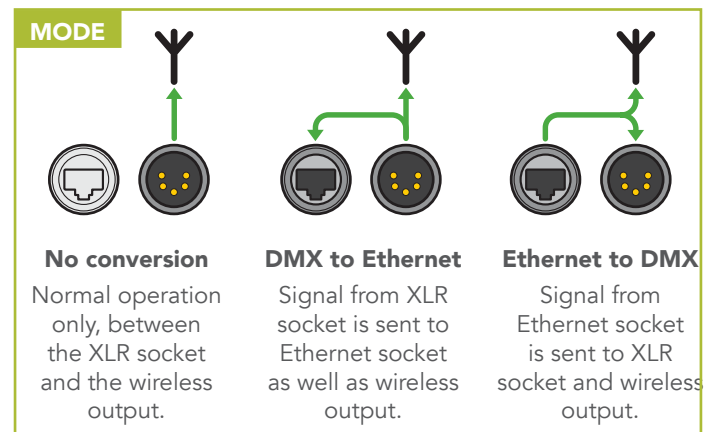 MODE
No conversion
Normal operation
only, between
the XLR socket
and the wireless
output.
DMX to Ethernet
Signal from XLR
socket is sent to
Ethernet socket
as well as wireless
output.
Ethernet to DMX
Signal from
Ethernet socket
is sent to XLR
socket and wireless
output.